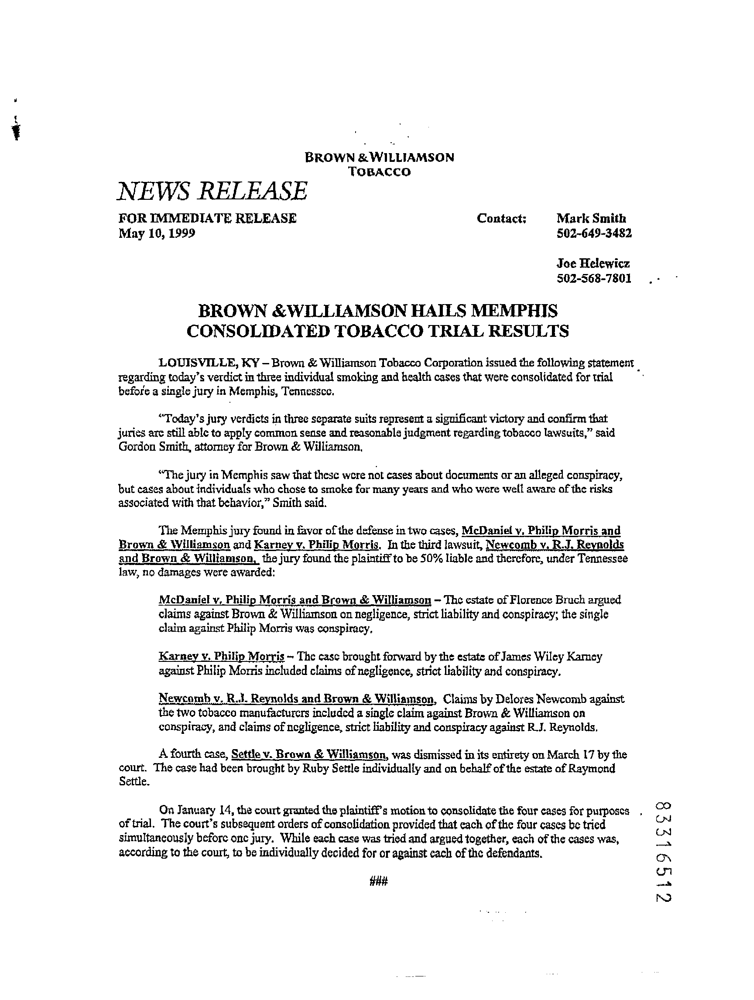 BROWN & WILLIAMSON
TOBACCO
NEWS RELEASE
FOR IMMEDIATE RELEASE Contact: Mark Smith
May 10, 1999 502-649-3482
Joe Helewicz
502-568-7801
BROWN &WILLIAMSON HAILS MEMPHIS
CONSOLIDATED TOBACCO TRIAL RESULTS
LOUISVILLE, KY – Brown & Williamson Tobacco Corporation issued the following statement
regarding today's verdict in three individual smoking and health cases that were consolidated for trial
before a single jury in Memphis, Tennessee.
"Today's jury verdicts in three separate suits represent a significant victory and confirm that
juries are still able to apply common sense and reasonable judgment regarding tobacco lawsuits," said
Gordon Smith, attorney for Brown & Williamson.
"The jury in Memphis saw that these were not cases about documents or an alleged conspiracy,
but cases about individuals who chose to smoke for many years and who were well aware of the risks
associated with that behavior," Smith said.
The Memphis jury found in favor of the defense in two cases, McDaniel v. Philip Morris and
Brown & Williamson and Karney v. Philip Morris. In the third lawsuit, Newcomb v. R.J. Reynolds
and Brown & Williamson, the jury found the plaintiff to be 50% liable and therefore, under Tennessee
law, no damages were awarded:
McDaniel v. Philip Morris and Brown & Williamson – The estate of Florence Bruch argued
claims against Brown & Williamson on negligence, strict liability and conspiracy; the single
claim against Philip Morris was conspiracy.
Karney v. Philip Morris – The case brought forward by the estate of James Wiley Karney
against Philip Morris included claims of negligence, strict liability and conspiracy.
Newcomb v. R.J. Reynolds and Brown & Williamson, Claims by Delores Newcomb against
the two tobacco manufacturers included a single claim against Brown & Williamson on
conspiracy, and claims of negligence, strict liability and conspiracy against R.J. Reynolds.
A fourth case, Settle v. Brown & Williamson, was dismissed in its entirety on March 17 by the
court. The case had been brought by Ruby Settle individually and on behalf of the estate of Raymond
Settle.
On January 14, the court granted the plaintiff's motion to consolidate the four cases for purposes
of trial. The court's subsequent orders of consolidation provided that each of the four cases be tried
simultaneously before one jury. While each case was tried and argued together, each of the cases was,
according to the court, to be individually decided for or against each of the defendants.
###
83316512